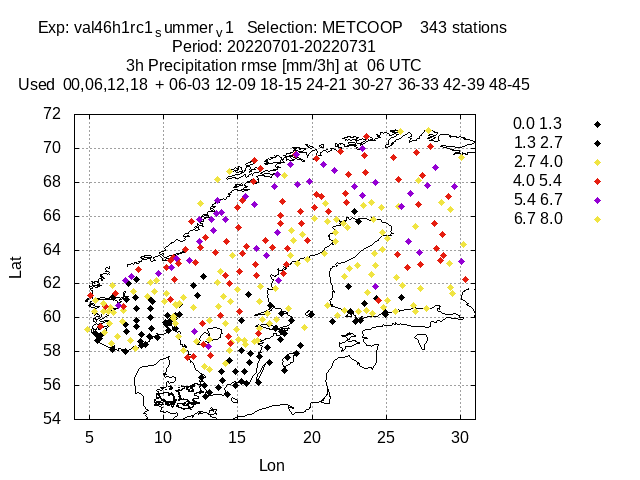 Exp: val46h1rc1summerv1 Selection: METCOOP 343 stations
Period: 20220701-20220731
3h Precipitation rmse [mm/3h] at 06 UTC
Used 00,06,12,18 + 06-03 12-09 18-15 24-21 30-27 36-33 42-39 48-45
72
70
68
66
64
62
60
58
56
54
Lat
5 10 15 20 25 30
Lon
0.0 1.3
1.3 2.7
2.7 4.0
4.0 5.4
5.4 6.7
6.7 8.0